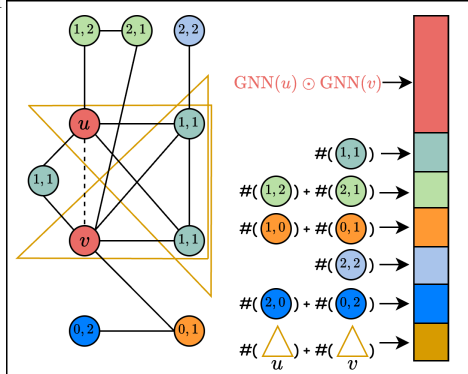 1, 2
2, 1
2, 2
u
1, 1
1, 1
v
1, 1
0, 2
0, 1
GNN(u) ⊙ GNN(v)
#(1, 1)
#(1, 2) + #(2, 1)
#(1, 0) + #(0, 1)
#(2, 2)
#(2, 0) + #(0, 2)
#( ) + #( )
u v